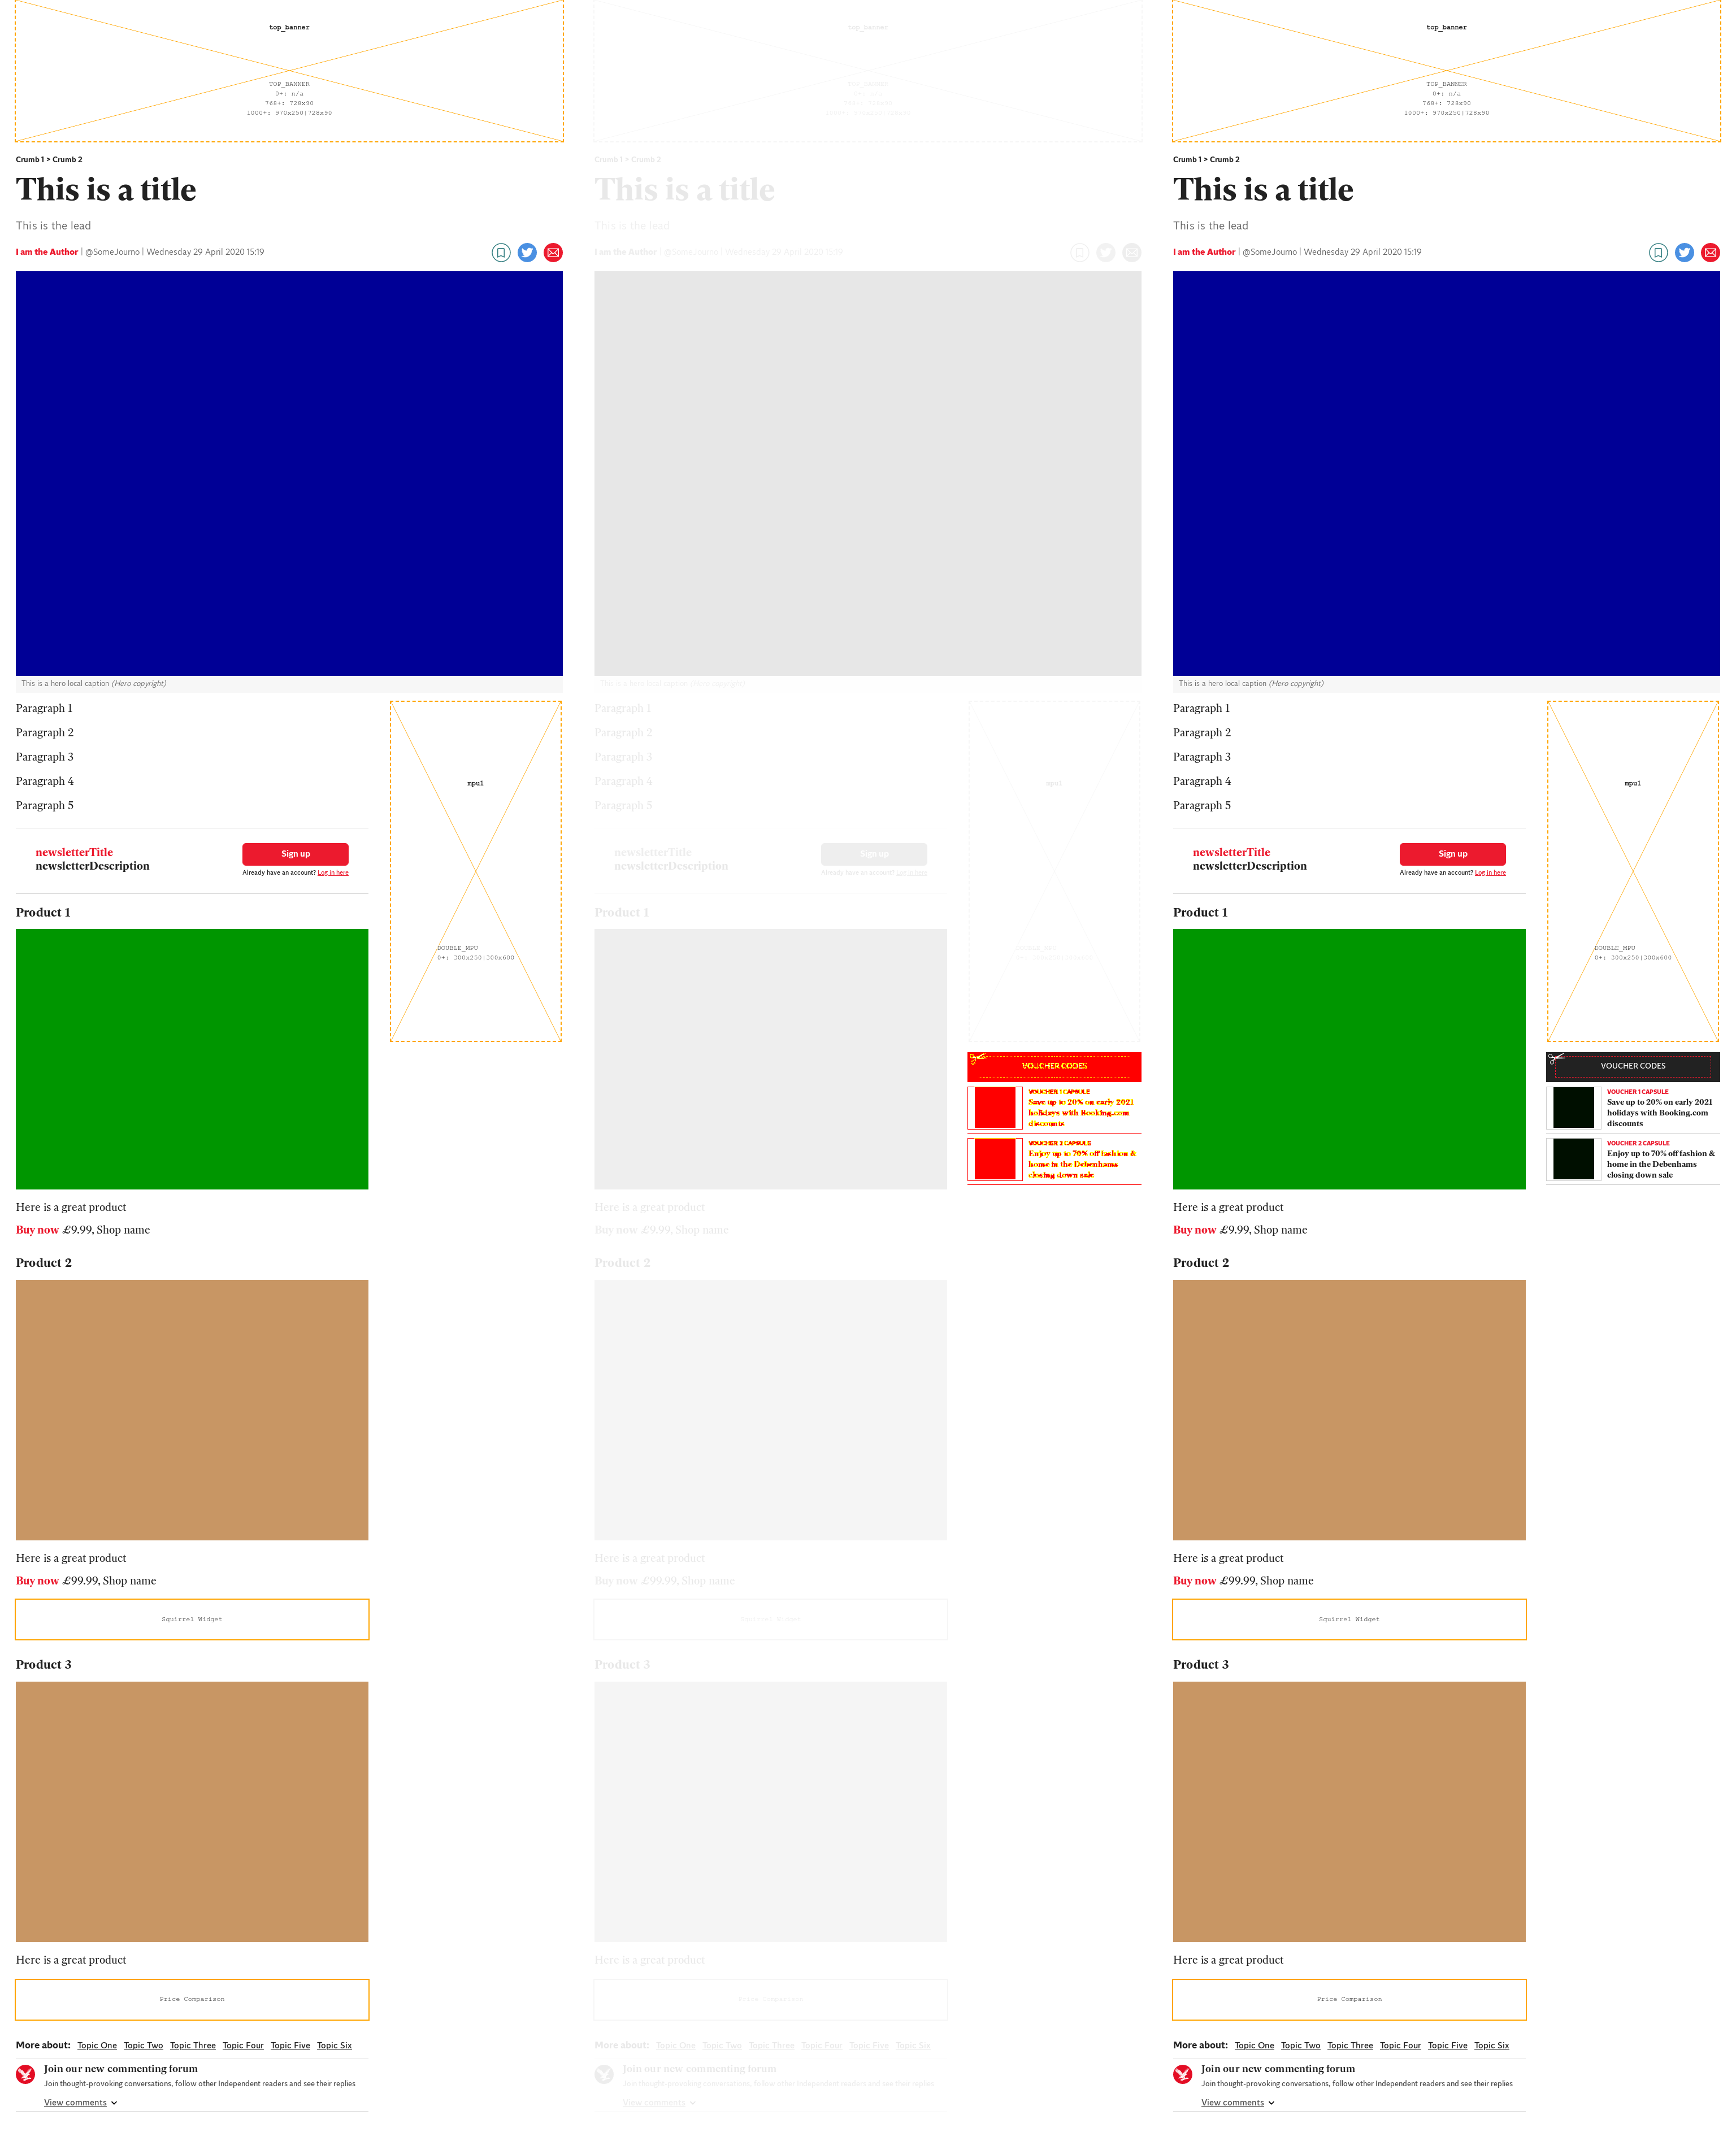 top_banner
TOP_BANNER
0+: n/a
768+: 728x90
1000+: 970x250|728x90
Crumb 1 > Crumb 2
This is a title
This is the lead
I am the Author | @SomeJourno | Wednesday 29 April 2020 15:19
This is a hero local caption (Hero copyright)
Paragraph 1
Paragraph 2
Paragraph 3
Paragraph 4
Paragraph 5
newsletterTitle
newsletterDescription
Sign up
Already have an account? Log in here
mpu1
DOUBLE_MPU
0+: 300x250|300x600
Product 1
Here is a great product
Buy now £9.99, Shop name
Product 2
Here is a great product
Buy now £99.99, Shop name
Squirrel Widget
Product 3
Here is a great product
Price Comparison
More about: Topic One Topic Two Topic Three Topic Four Topic Five Topic Six
Join our new commenting forum
Join thought-provoking conversations, follow other Independent readers and see their replies
View comments
top_banner
TOP_BANNER
Crumb 1 > Crumb 2
This is a title
This is the lead
I am the Author | @SomeJourno | Wednesday 29 April 2020 15:19
This is a hero local caption (Hero copyright)
Paragraph 1
Paragraph 2
Paragraph 3
Paragraph 4
Paragraph 5
newsletterTitle
newsletterDescription
Sign up
Already have an account? Log in here
mpu1
Product 1
VOUCHER CODES
VOUCHER 1 CAPSULE
Save up to 20% on early 2021
holidays with Booking.com
discounts
VOUCHER 2 CAPSULE
Enjoy up to 70% off fashion &
home in the Debenhams
closing down sale
Here is a great product
Buy now £9.99, Shop name
Product 2
Here is a great product
Buy now £99.99, Shop name
Squirrel Widget
Product 3
Here is a great product
Price Comparison
More about: Topic One Topic Two Topic Three Topic Four Topic Five Topic Six
Join our new commenting forum
Join thought-provoking conversations, follow other Independent readers and see their replies
View comments
top_banner
TOP_BANNER
0+: n/a
768+: 728x90
1000+: 970x250|728x90
Crumb 1 > Crumb 2
This is a title
This is the lead
I am the Author | @SomeJourno | Wednesday 29 April 2020 15:19
This is a hero local caption (Hero copyright)
Paragraph 1
Paragraph 2
Paragraph 3
Paragraph 4
Paragraph 5
newsletterTitle
newsletterDescription
Sign up
Already have an account? Log in here
mpu1
DOUBLE_MPU
0+: 300x250|300x600
Product 1
VOUCHER CODES
VOUCHER 1 CAPSULE
Save up to 20% on early 2021
holidays with Booking.com
discounts
VOUCHER 2 CAPSULE
Enjoy up to 70% off fashion &
home in the Debenhams
closing down sale
Here is a great product
Buy now £9.99, Shop name
Product 2
Here is a great product
Buy now £99.99, Shop name
Squirrel Widget
Product 3
Here is a great product
Price Comparison
More about: Topic One Topic Two Topic Three Topic Four Topic Five Topic Six
Join our new commenting forum
Join thought-provoking conversations, follow other Independent readers and see their replies
View comments